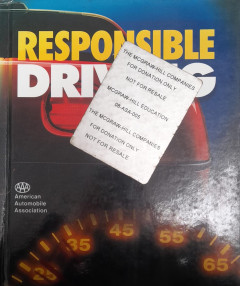 RESPONSIBLE
DRIVING
THE MCGRAW-HILL COMPANIES
FOR DONATION ONLY
NOT FOR RESALE
MCGRAW-HILL EDUCATION
THE MCGRAW-HILL COMPANIES
FOR DONATION ONLY
NOT FOR RESALE
AAA
American
Automobile
Association
25
35
45
55
65